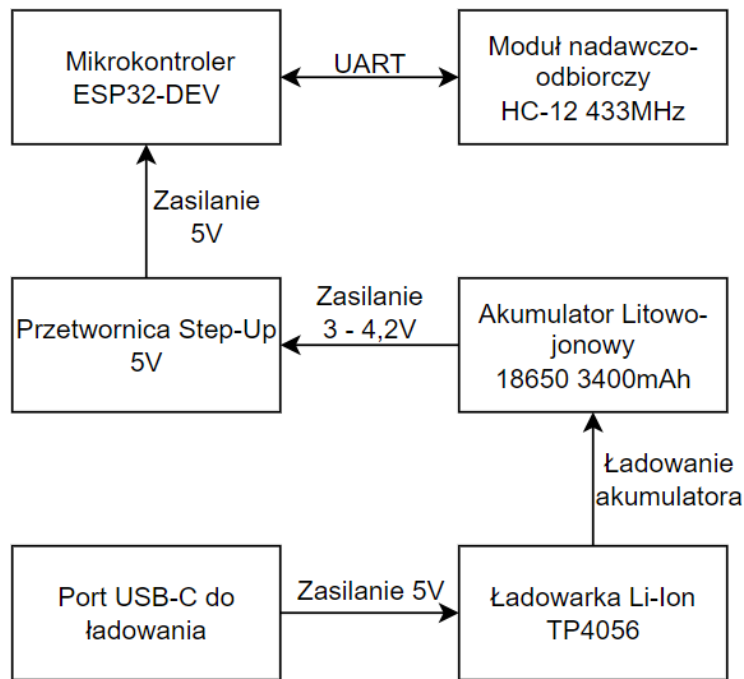 Mikrokontroler
ESP32-DEV
UART
Moduł nadawczo-
odbiorczy
HC-12 433MHz
Zasilanie
5V
Przetwornica Step-Up
5V
Zasilanie
3 - 4,2V
Akumulator Litowo-
jonowy
18650 3400mAh
Ładowanie
akumulatora
Port USB-C do
ładowania
Zasilanie 5V
Ładowarka Li-Ion
TP4056